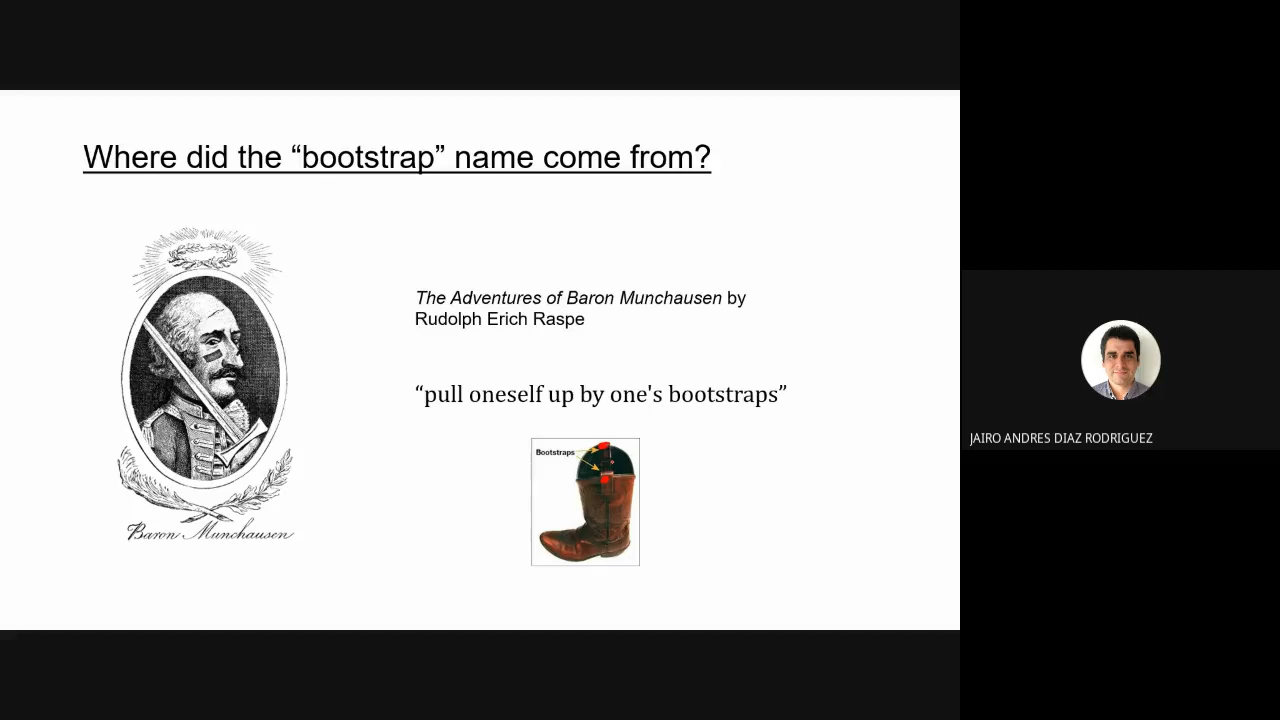 Where did the “bootstrap” name come from?
The Adventures of Baron Munchausen by
Rudolph Erich Raspe
“pull oneself up by one's bootstraps”
Bootstraps
Baron Munchausen
JAIRO ANDRES DIAZ RODRIGUEZ